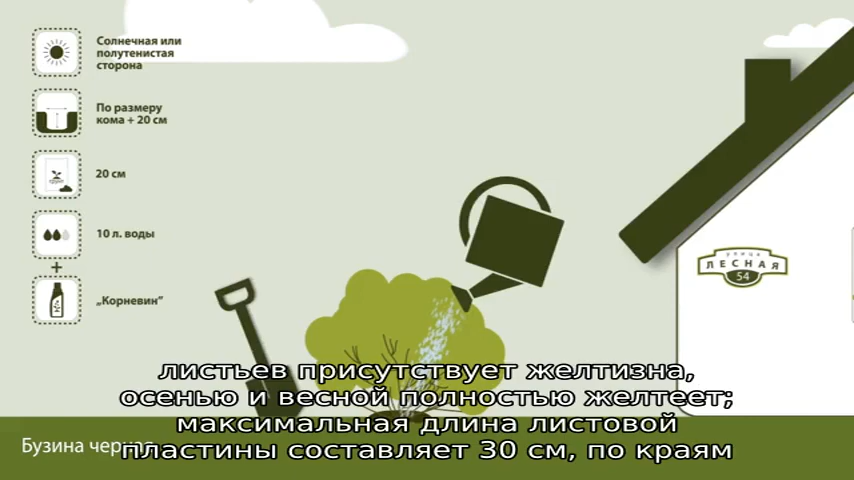 Солнечная или
полутенистая
сторона
По размеру
кома + 20 см
20 см
10 л. воды
+
„Корневин"
улица
ЛЕСНАЯ
54
листьев присутствует желтизна,
осенью и весной полностью желтеет;
максимальная длина листовой
пластины составляет 30 см, по краям
Бузина черная